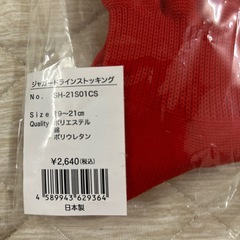 ジャガードラインストッキング
No. SH-21S01CS
Size 19～21㎝
Quality ポリエステル
綿
ポリウレタン
¥2,640(税込)
4 589943 629364
日本製